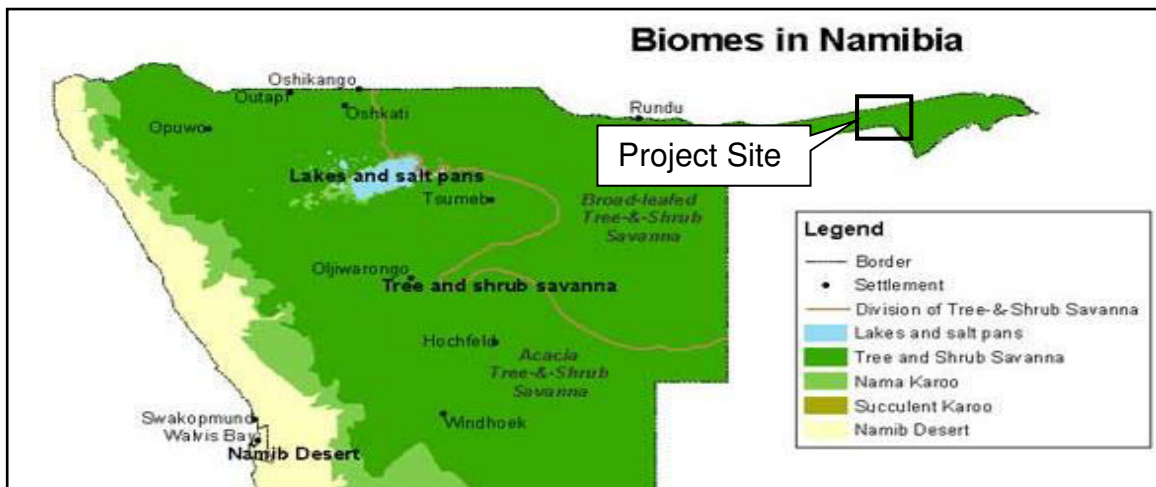 Biomes in Namibia
Oshikango
Outapi
Oshkati
Opuwo
Rundu
Project Site
Lakes and salt pans
Tsumeb
Broad-leafed
Tree-&-Shrub
Savanna
Otjiwarongo
Tree and shrub savanna
Hochfeld
Acacia
Tree-&-Shrub
Savanna
Windhoek
Swakopmund
Walvis Bay
Namib Desert
Legend
Border
Settlement
Division of Tree-&-Shrub Savanna
Lakes and salt pans
Tree and Shrub Savanna
Nama Karoo
Succulent Karoo
Namib Desert